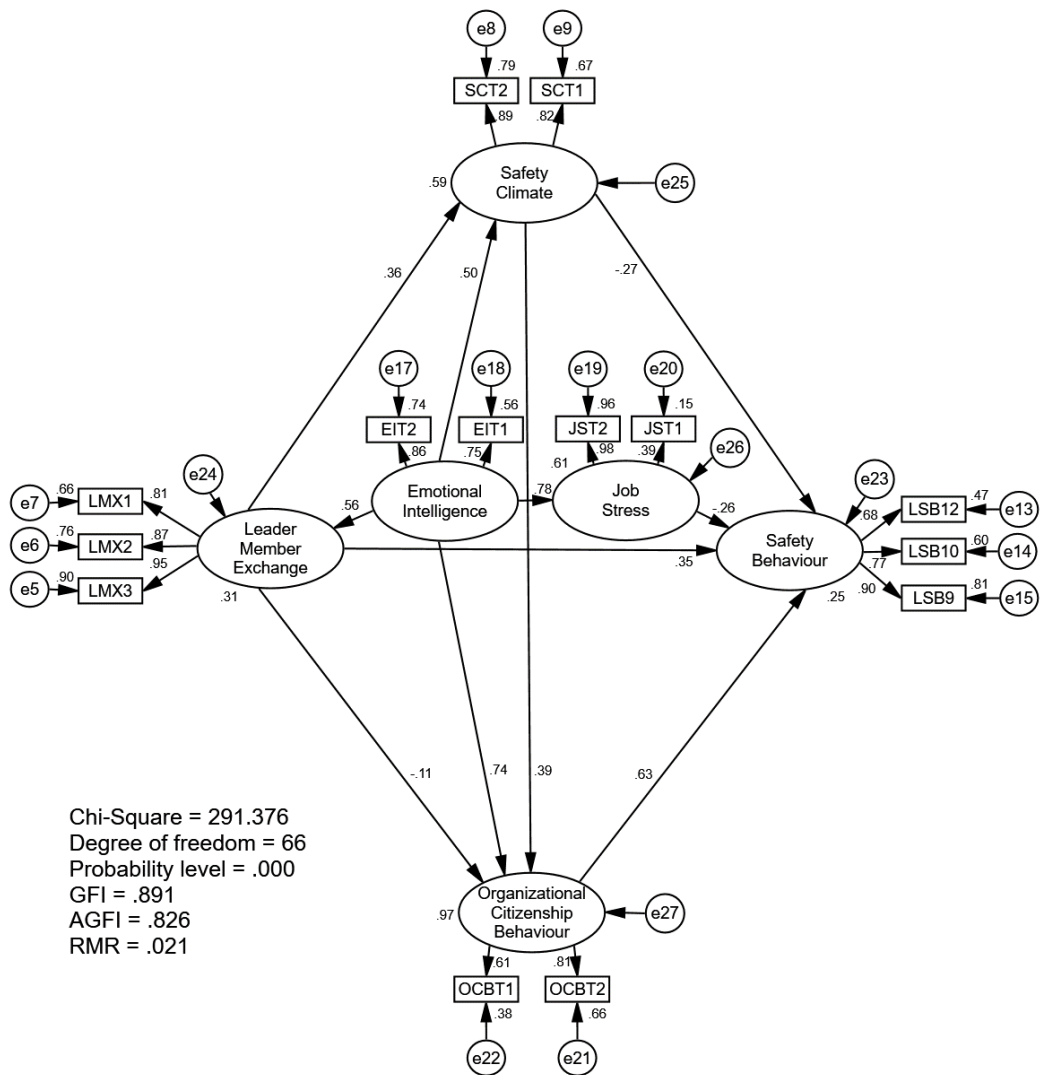 e8
e9
.79
.67
SCT2
SCT1
.89
.82
Safety
Climate
.59
e25
.36
.50
-.27
e17
e18
e19
e20
.74
.56
.96
.15
EIT2
EIT1
JST2
JST1
.86
.75
.98
.39
e26
.61
e24
e23
Emotional
Intelligence
.78
Job
Stress
-.26
.56
e7
.66
LMX1
.81
e6
.76
LMX2
.87
e5
.90
LMX3
.95
Leader
Member
Exchange
.31
.35
Safety
Behaviour
.25
.68
LSB12
.47
e13
.77
LSB10
.60
e14
.90
LSB9
.81
e15
-.11
.74
.39
.63
Chi-Square = 291.376
Degree of freedom = 66
Probability level = .000
GFI = .891
AGFI = .826
RMR = .021
Organizational
Citizenship
Behaviour
.97
e27
.61
.81
OCBT1
OCBT2
.38
.66
e22
e21